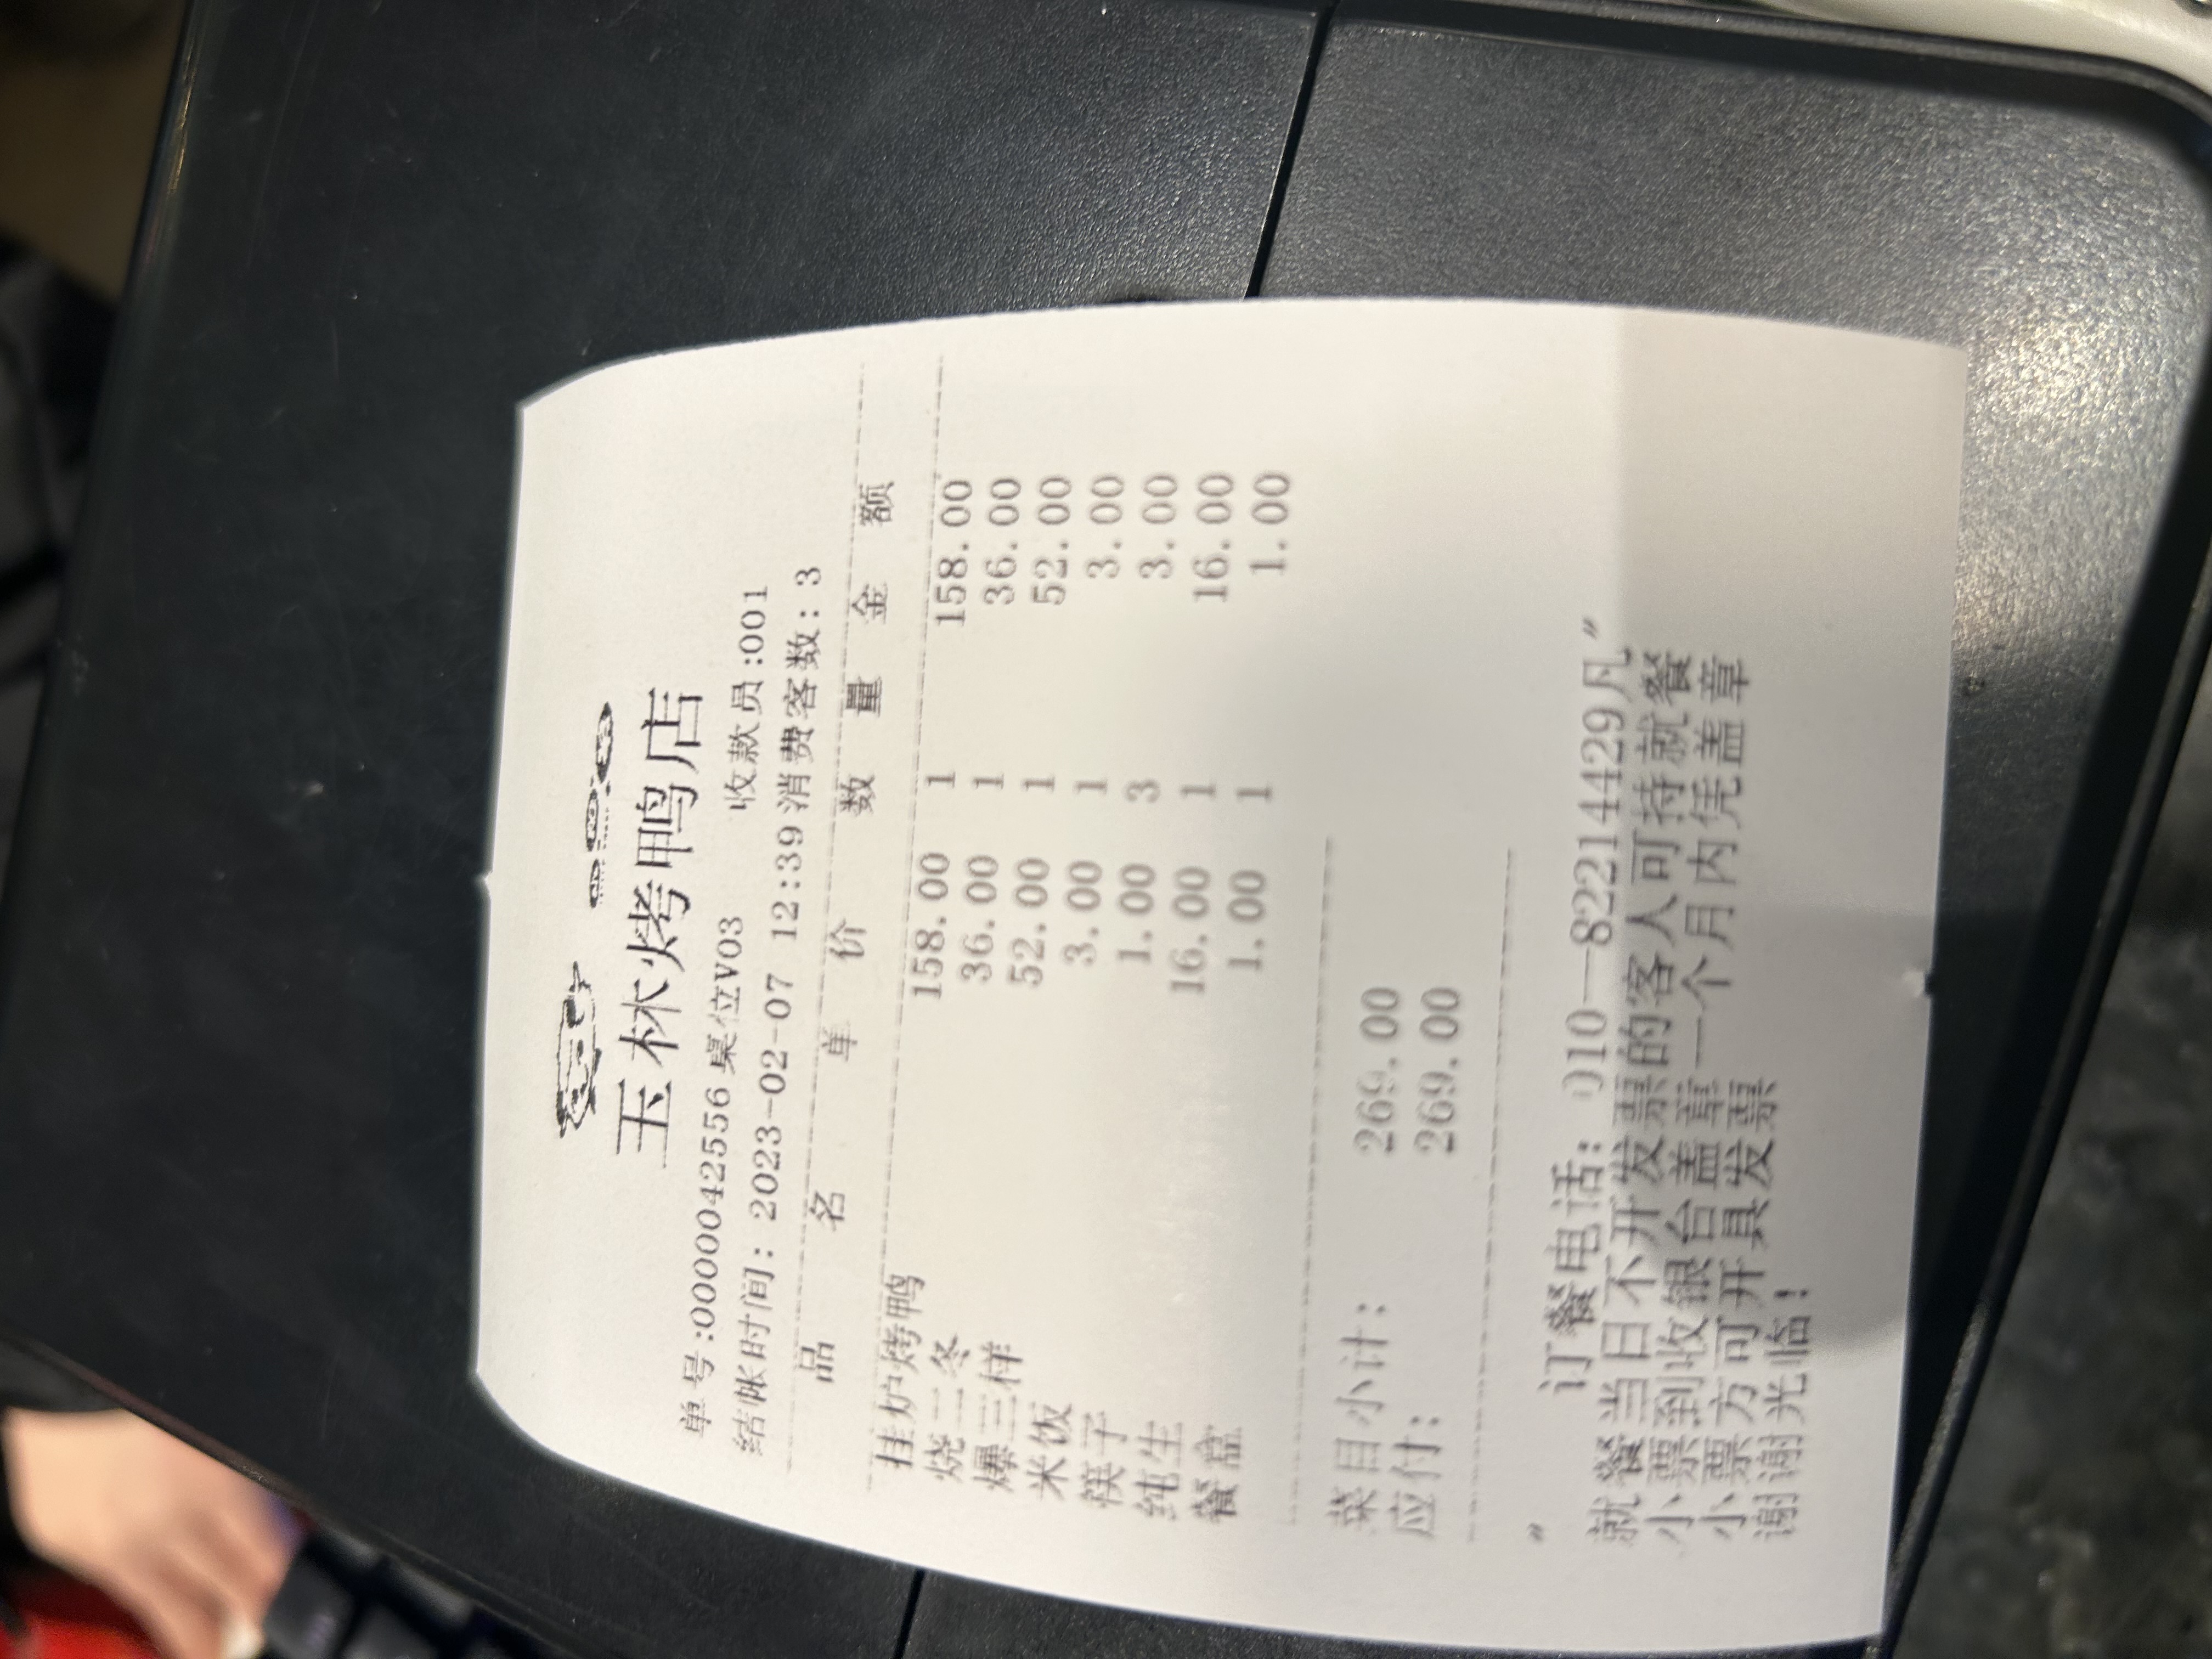 玉林烤鸭店
单号:00000425556 桌位V03 收款员:001
结帐时间: 2023-02-07 12:39 消费客数: 3
品 名 单 价 数 量 金 额
挂炉烤鸭 158.00 1 158.00
烧二冬 36.00 1 36.00
爆三样 52.00 1 52.00
米饭 3.00 1 3.00
筷子 1.00 3 3.00
纯生 16.00 1 16.00
餐盒 1.00 1 1.00
菜目小计: 269.00
应付: 269.00
" 订餐电话: 010—82214429凡"
就餐当日不开发票的客人可持就餐
小票到收银台盖章一个月内凭盖章
小票方可开具发票
谢谢光临!